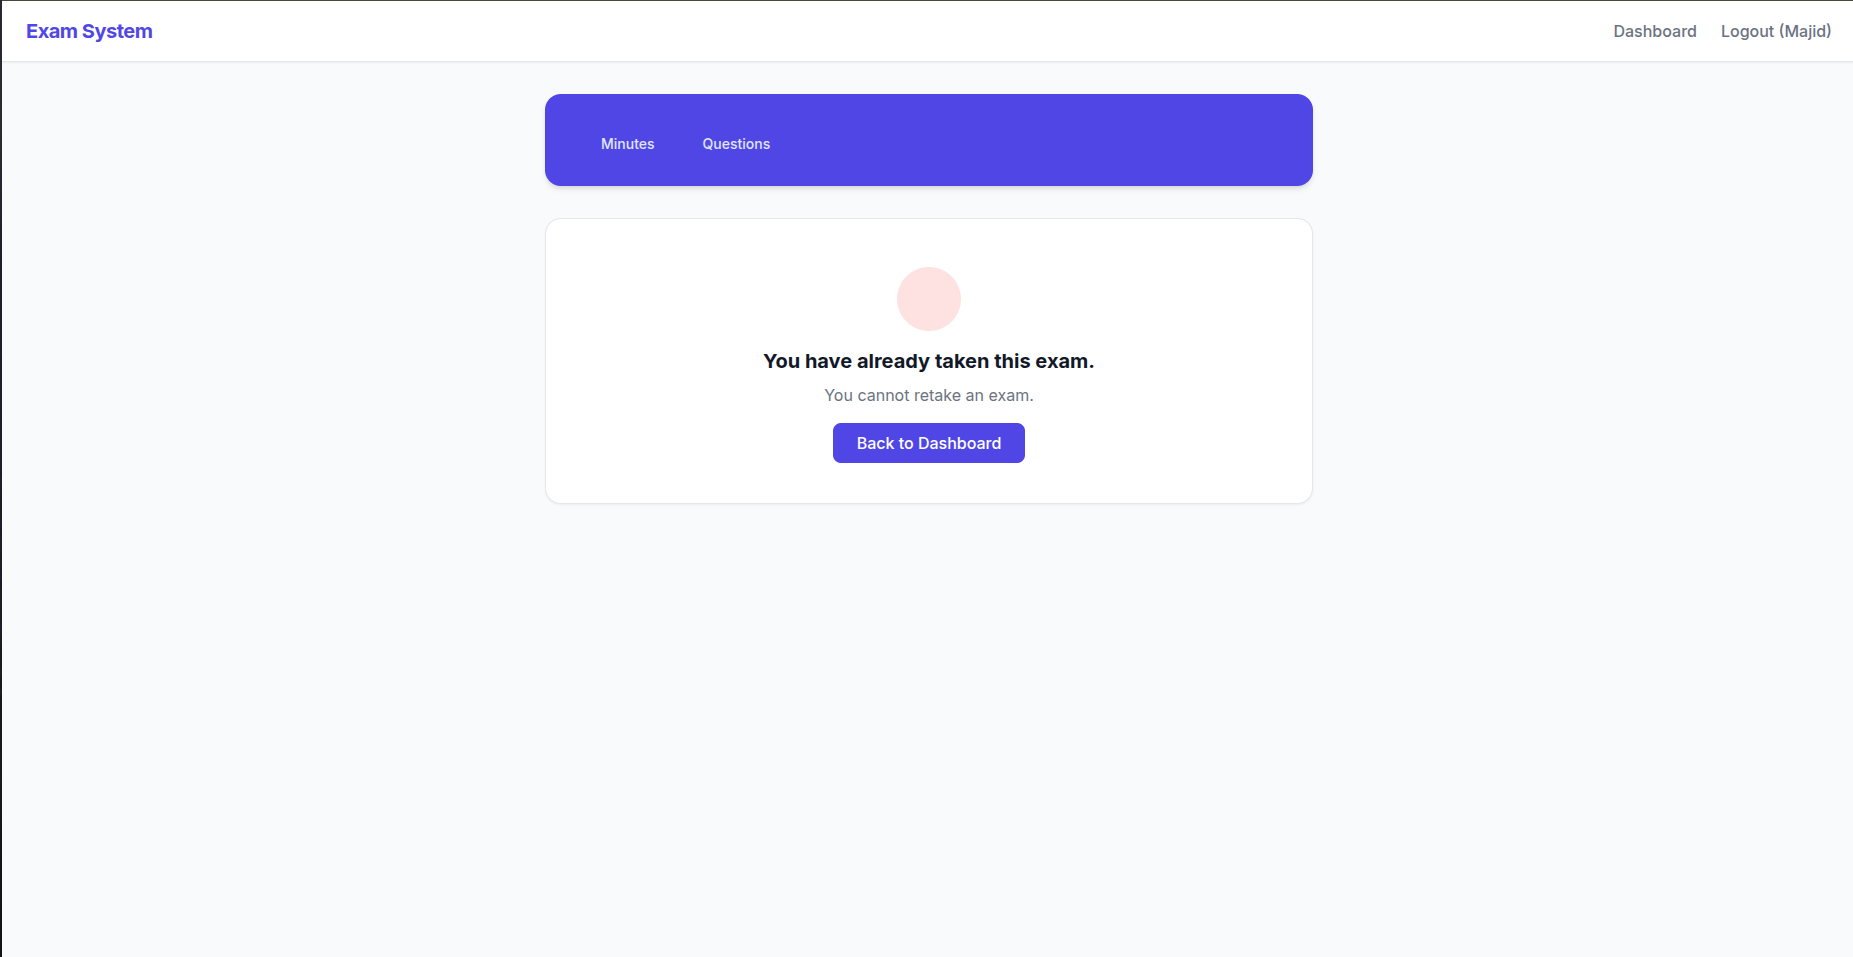 Exam System
Dashboard
Logout (Majid)
Minutes
Questions
You have already taken this exam.
You cannot retake an exam.
Back to Dashboard